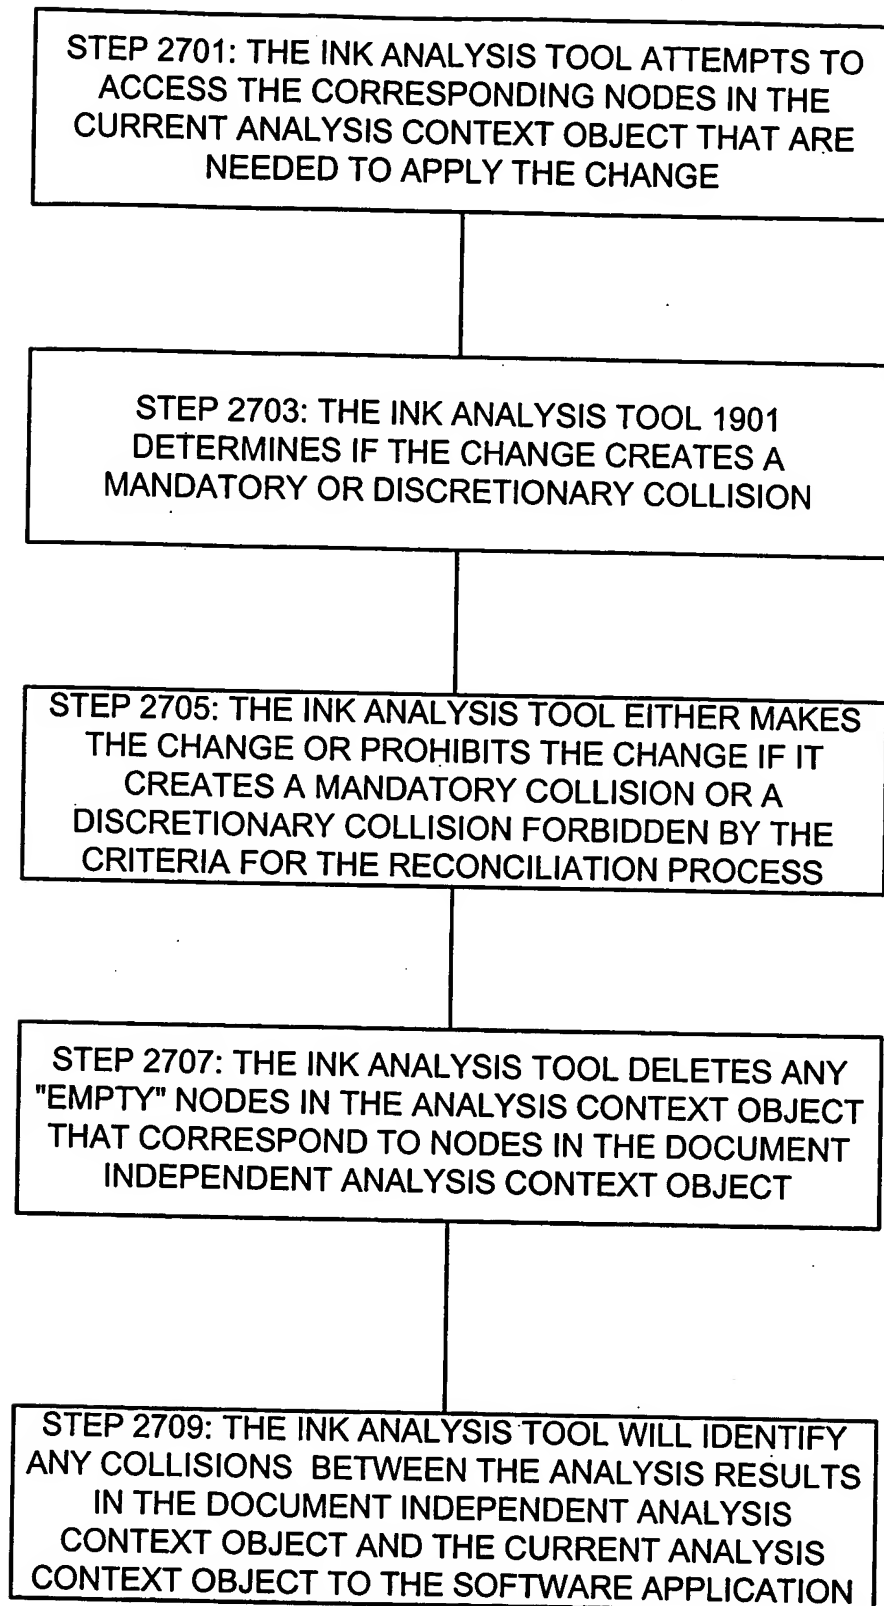 STEP 2701: THE INK ANALYSIS TOOL ATTEMPTS TO
ACCESS THE CORRESPONDING NODES IN THE
CURRENT ANALYSIS CONTEXT OBJECT THAT ARE
NEEDED TO APPLY THE CHANGE
STEP 2703: THE INK ANALYSIS TOOL 1901
DETERMINES IF THE CHANGE CREATES A
MANDATORY OR DISCRETIONARY COLLISION
STEP 2705: THE INK ANALYSIS TOOL EITHER MAKES
THE CHANGE OR PROHIBITS THE CHANGE IF IT
CREATES A MANDATORY COLLISION OR A
DISCRETIONARY COLLISION FORBIDDEN BY THE
CRITERIA FOR THE RECONCILIATION PROCESS
STEP 2707: THE INK ANALYSIS TOOL DELETES ANY
"EMPTY" NODES IN THE ANALYSIS CONTEXT OBJECT
THAT CORRESPOND TO NODES IN THE DOCUMENT
INDEPENDENT ANALYSIS CONTEXT OBJECT
STEP 2709: THE INK ANALYSIS TOOL WILL IDENTIFY
ANY COLLISIONS BETWEEN THE ANALYSIS RESULTS
IN THE DOCUMENT INDEPENDENT ANALYSIS
CONTEXT OBJECT AND THE CURRENT ANALYSIS
CONTEXT OBJECT TO THE SOFTWARE APPLICATION